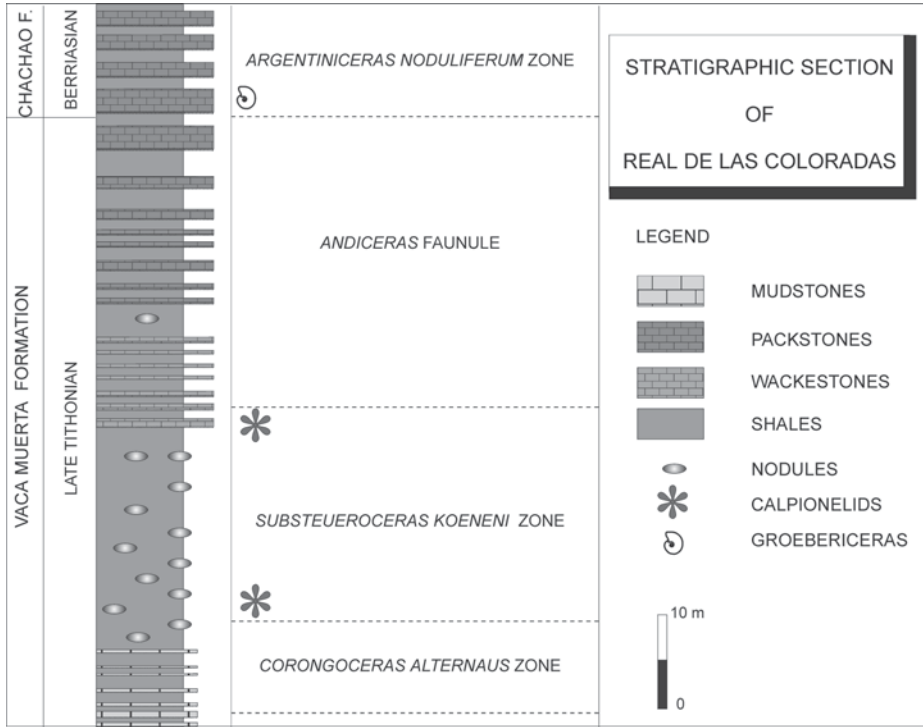 CHACHAO F.
BERRIASIAN
VACA MUERTA FORMATION
LATE TITHONIAN
ARGENTINICERAS NODULIFERUM ZONE
ANDICERAS FAUNULE
SUBSTEUEROCERAS KOENENI ZONE
CORONGOCERAS ALTERNAUS ZONE
STRATIGRAPHIC SECTION
OF
REAL DE LAS COLORADAS
LEGEND
MUDSTONES
PACKSTONES
WACKESTONES
SHALES
NODULES
CALPIONELIDS
GROEBERICERAS
10 m
0